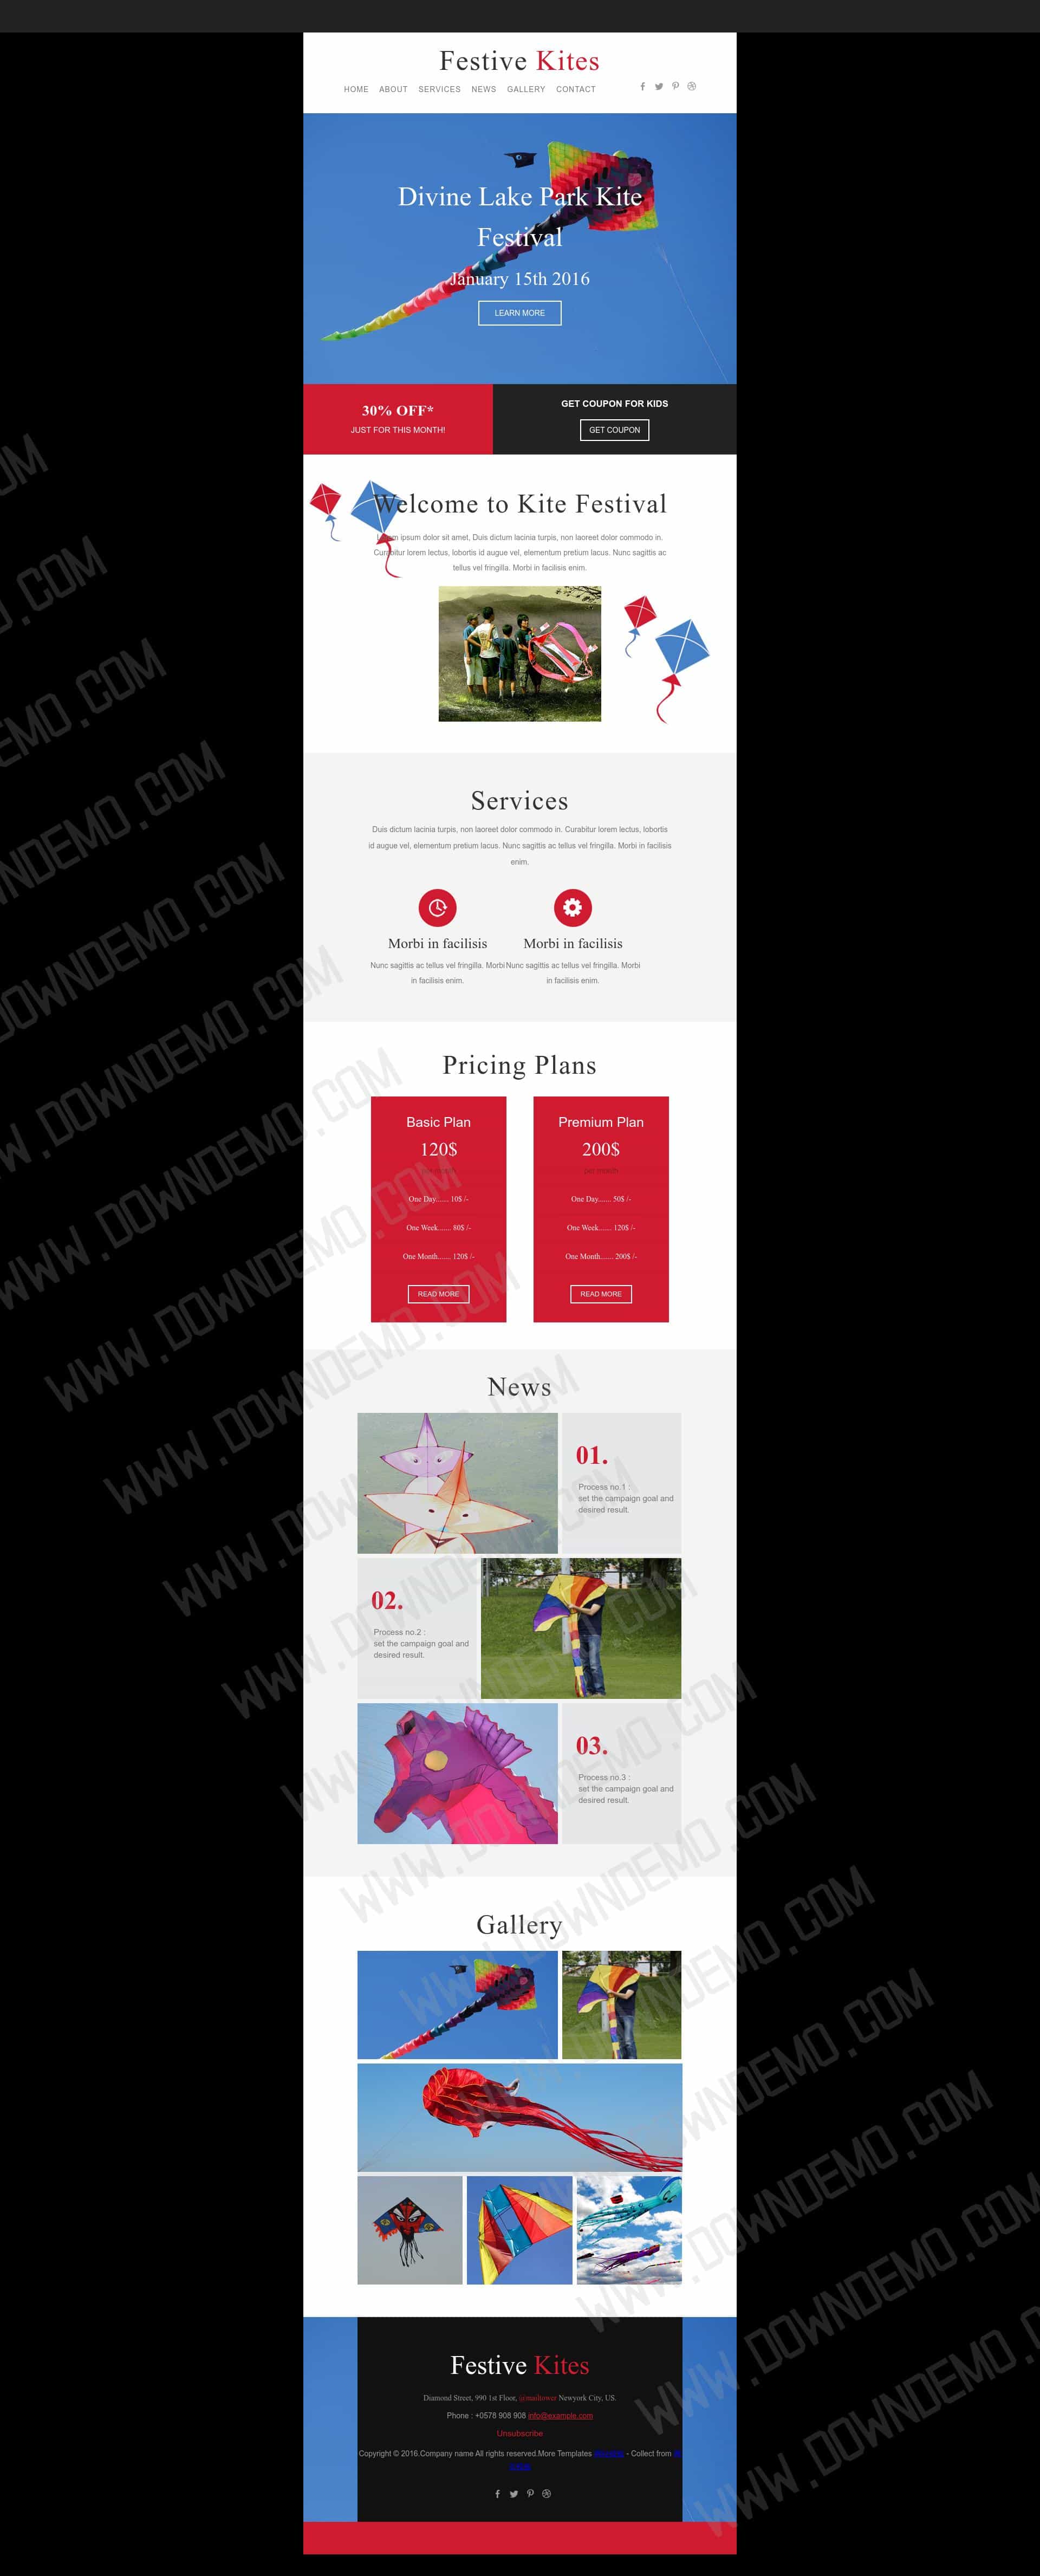 Festive Kites
HOME ABOUT SERVICES NEWS GALLERY CONTACT
Divine Lake Park Kite
Festival
January 15th 2016
LEARN MORE
30% OFF*
JUST FOR THIS MONTH!
GET COUPON FOR KIDS
GET COUPON
Welcome to Kite Festival
Lorem ipsum dolor sit amet, Duis dictum lacinia turpis, non laoreet dolor commodo in.
Curabitur lorem lectus, lobortis id augue vel, elementum pretium lacus. Nunc sagittis ac
tellus vel fringilla. Morbi in facilisis enim.
Services
Duis dictum lacinia turpis, non laoreet dolor commodo in. Curabitur lorem lectus, lobortis
id augue vel, elementum pretium lacus. Nunc sagittis ac tellus vel fringilla. Morbi in facilisis
enim.
Morbi in facilisis
Nunc sagittis ac tellus vel fringilla. Morbi
in facilisis enim.
Morbi in facilisis
Nunc sagittis ac tellus vel fringilla. Morbi
in facilisis enim.
Pricing Plans
Basic Plan
120$
One Day....... 10$ /-
One Week....... 80$ /-
One Month....... 120$ /-
READ MORE
Premium Plan
200$
One Day....... 50$ /-
One Week....... 120$ /-
One Month....... 200$ /-
READ MORE
News
01.
Process no.1 :
set the campaign goal and
desired result.
02.
Process no.2 :
set the campaign goal and
desired result.
03.
Process no.3 :
set the campaign goal and
desired result.
Gallery
Festive Kites
Diamond Street, 990 1st Floor, @mailtower Newyork City, US.
Phone : +0578 908 908 info@example.com
Unsubscribe
Copyright © 2016.Company name All rights reserved.More Templates - Collect from
WWW.DOWNDEMO.COM